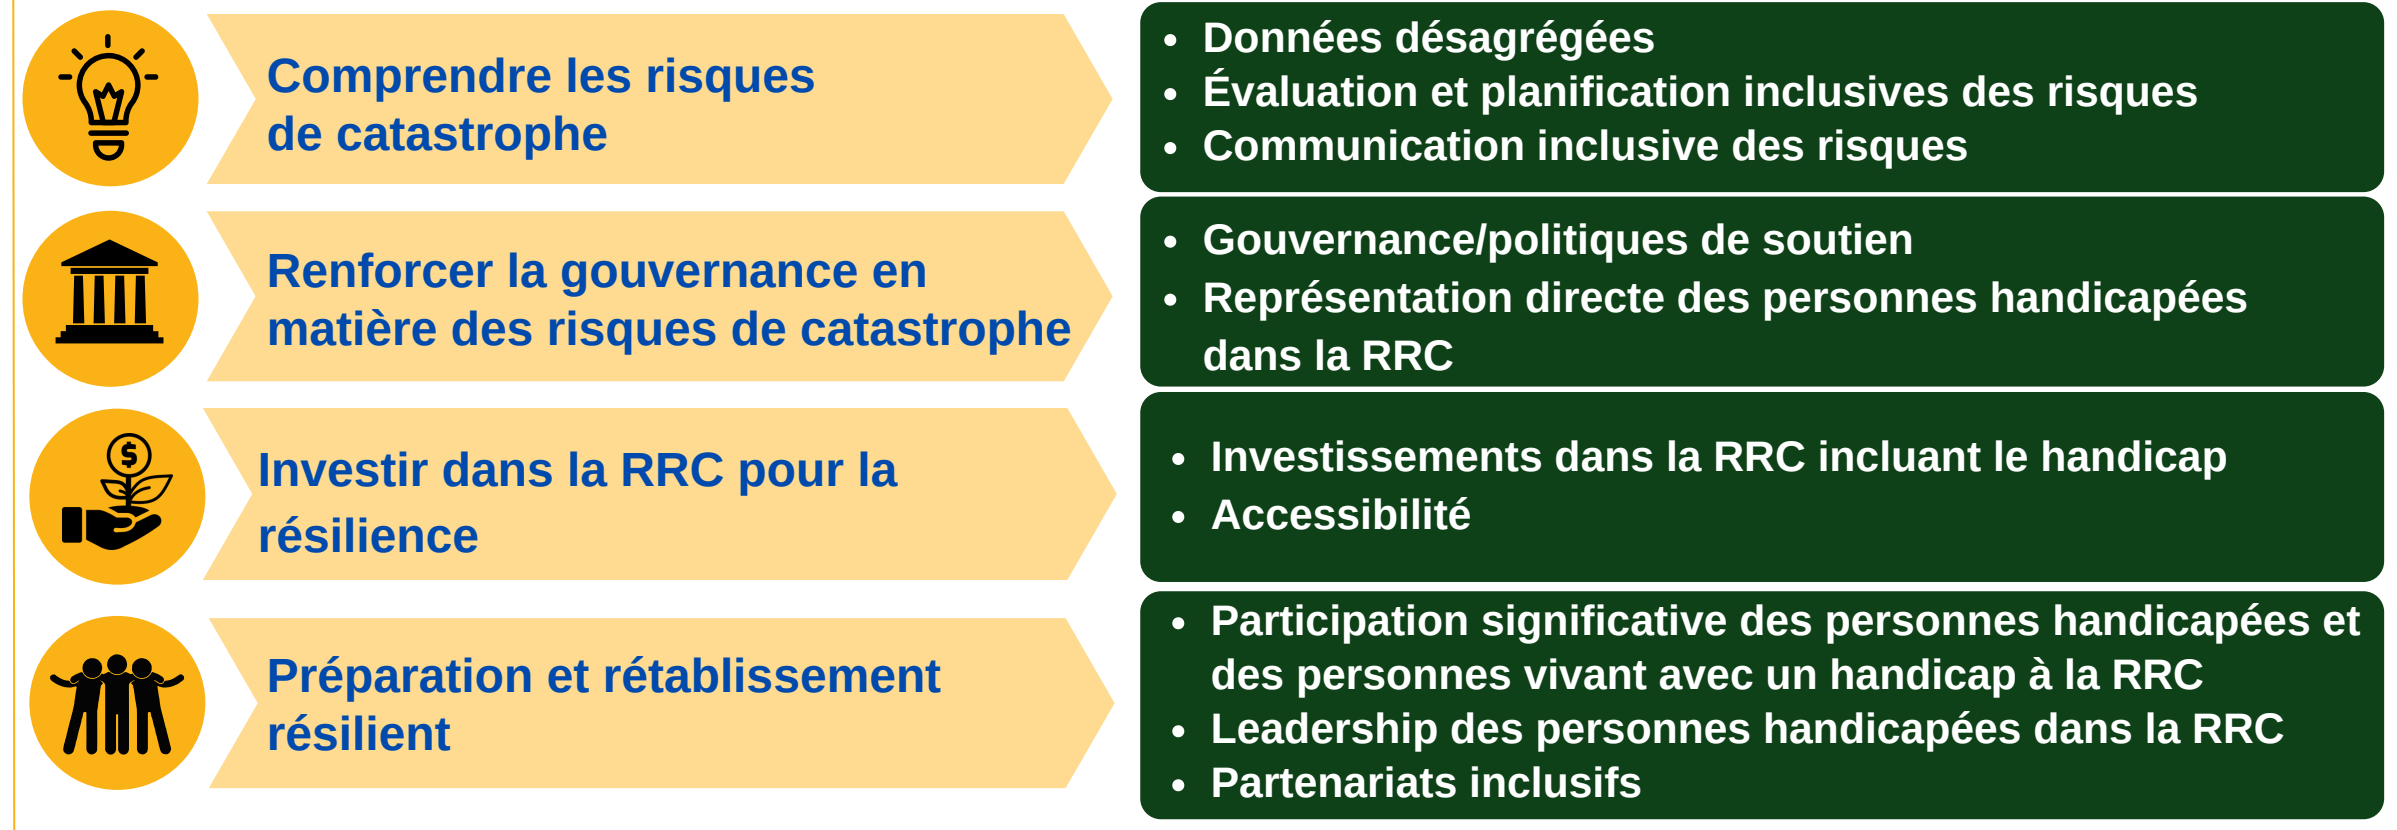 Comprendre les risques
de catastrophe
• Données désagrégées
• Évaluation et planification inclusives des risques
• Communication inclusive des risques
Renforcer la gouvernance en
matière des risques de catastrophe
• Gouvernance/politiques de soutien
• Représentation directe des personnes handicapées
dans la RRC
$
Investir dans la RRC pour la
résilience
• Investissements dans la RRC incluant le handicap
• Accessibilité
Préparation et rétablissement
résilient
• Participation significative des personnes handicapées et
des personnes vivant avec un handicap à la RRC
• Leadership des personnes handicapées dans la RRC
• Partenariats inclusifs